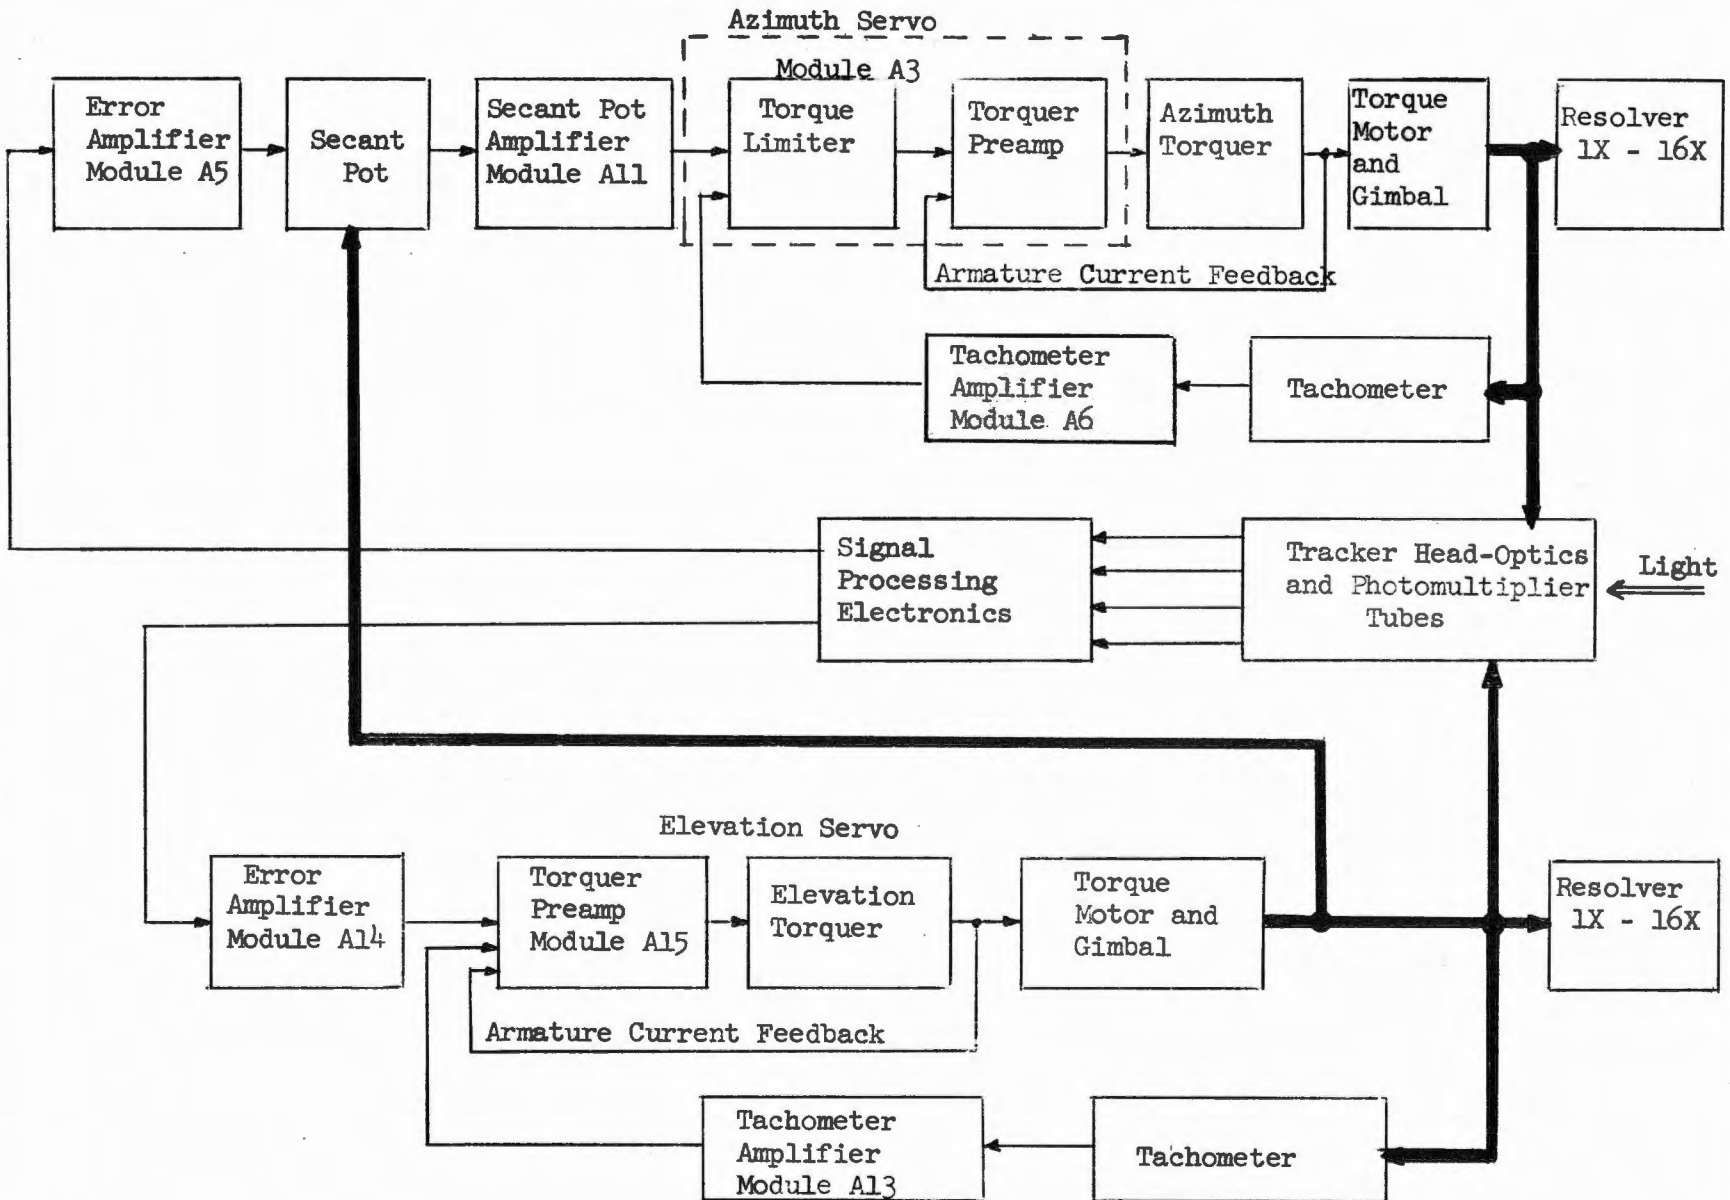 Azimuth Servo
Module A3
Error
Amplifier
Module A5
Secant
Pot
Secant Pot
Amplifier
Module A11
Torque
Limiter
Torquer
Preamp
Azimuth
Torquer
Torque
Motor
and
Gimbal
Resolver
1X - 16X
Armature Current Feedback
Tachometer
Amplifier
Module A6
Tachometer
Signal
Processing
Electronics
Tracker Head-Optics
and Photomultiplier
Tubes
Light
Elevation Servo
Error
Amplifier
Module A14
Torquer
Preamp
Module A15
Elevation
Torquer
Torque
Motor and
Gimbal
Resolver
1X - 16X
Armature Current Feedback
Tachometer
Amplifier
Module A13
Tachometer